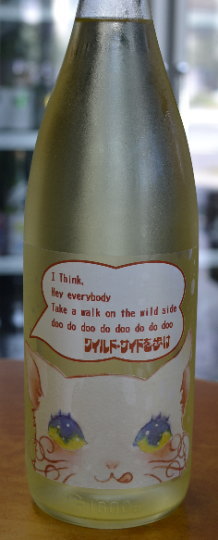 I Think,
Hey everybody
Take a walk on the wild side
doo do doo do doo do do doo
ワイルド・サイドを歩け